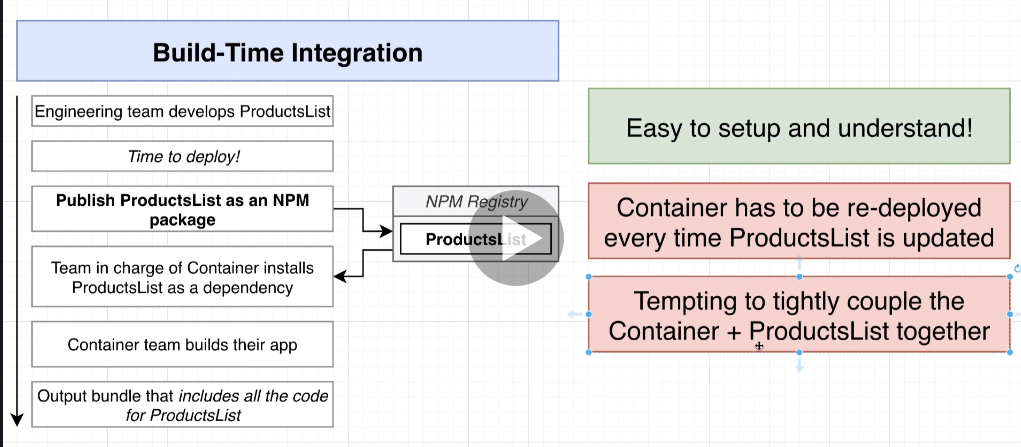 Build-Time Integration
Engineering team develops ProductsList
Time to deploy!
Publish ProductsList as an NPM
package
Team in charge of Container installs
ProductsList as a dependency
Container team builds their app
Output bundle that includes all the code
for ProductsList
NPM Registry
ProductsList
Easy to setup and understand!
Container has to be re-deployed
every time ProductsList is updated
Tempting to tightly couple the
Container + ProductsList together